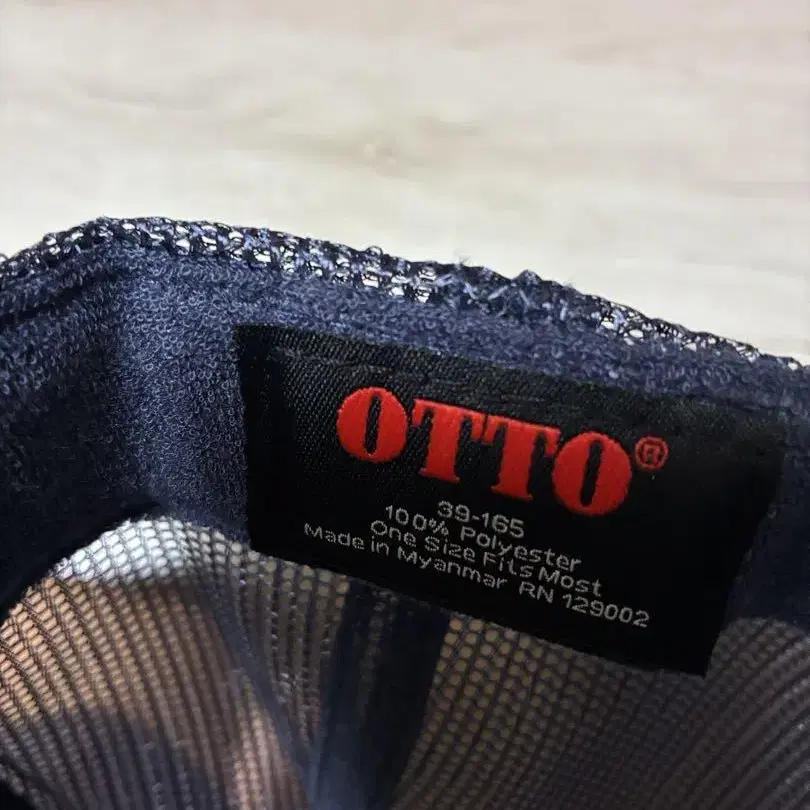 OTTO®
39-165
100% Polyester
One Size Fits Most
Made in Myanmar RN 129002